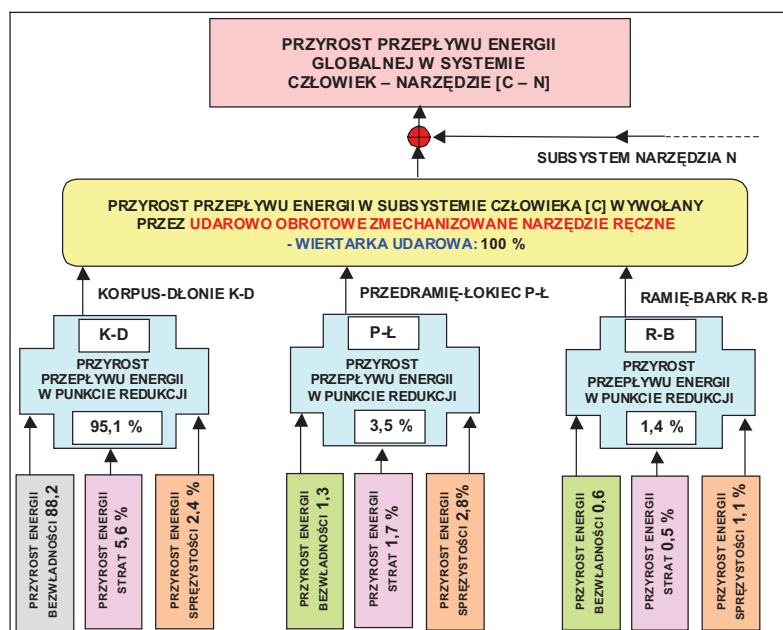 PRZYROST PRZEPŁYWU ENERGII
GLOBALNEJ W SYSTEMIE
CZŁOWIEK – NARZĘDZIE [C – N]
SUBSYSTEM NARZĘDZIA N
PRZYROST PRZEPŁYWU ENERGII W SUBSYSTEMIE CZŁOWIEKA [C] WYWOŁANY
PRZEZ UDAROWO OBROTOWE ZMECHANIZOWANE NARZĘDZIE RĘCZNE
- WIERTARKA UDAROWA: 100 %
KORPUS-DŁONIE K-D
PRZEDRAMIĘ-ŁOKIEC P-Ł
RAMIĘ-BARK R-B
K-D
PRZYROST
PRZEPŁYWU ENERGII
W PUNKCIE REDUKCJI
95,1 %
P-Ł
PRZYROST
PRZEPŁYWU ENERGII
W PUNKCIE REDUKCJI
3,5 %
R-B
PRZYROST
PRZEPŁYWU ENERGII
W PUNKCIE REDUKCJI
1,4 %
PRZYROST ENERGII
BEZWŁADNOŚCI 88,2
PRZYROST ENERGII
STRAT 5,6 %
PRZYROST ENERGII
SPRĘZYSTOŚCI 2,4 %
PRZYROST ENERGII
BEZWŁADNOŚCI 1,3
PRZYROST ENERGII
STRAT 1,7 %
PRZYROST ENERGII
SPRĘZYSTOŚCI 2,8%
PRZYROST ENERGII
BEZWŁADNOŚCI 0,6
PRZYROST ENERGII
STRAT 0,5 %
PRZYROST ENERGII
SPRĘZYSTOŚCI 1,1 %